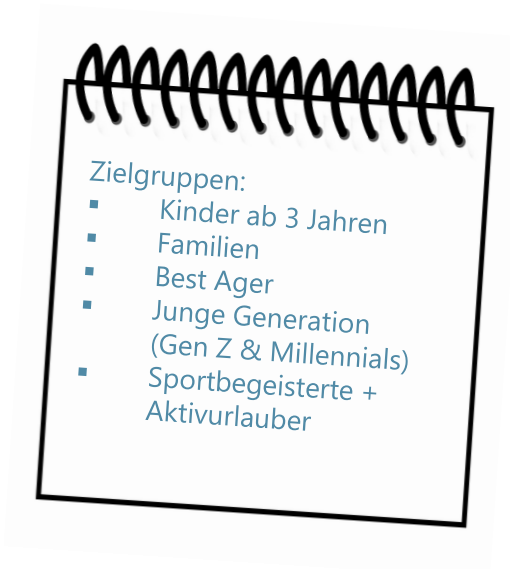 Zielgruppen:
▪ Kinder ab 3 Jahren
▪ Familien
▪ Best Ager
▪ Junge Generation
(Gen Z & Millennials)
▪ Sportbegeisterte +
Aktivurlauber